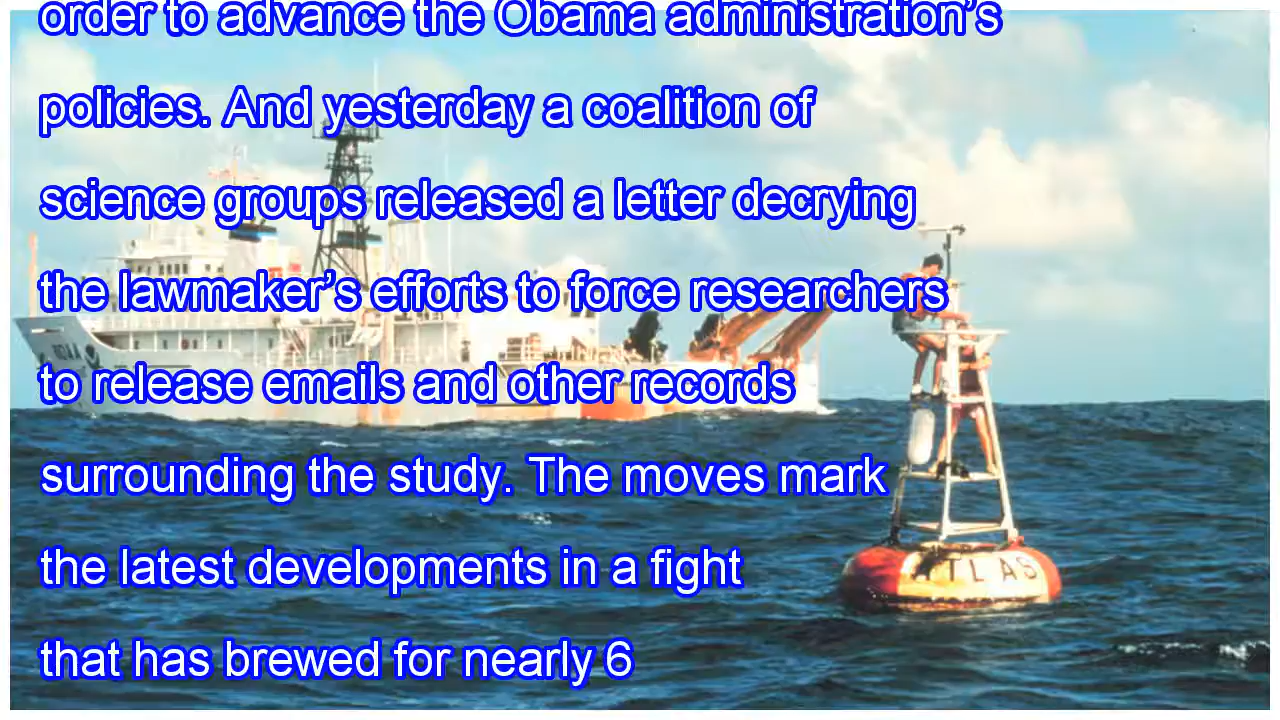 order to advance the Obama administration’s
policies. And yesterday a coalition of
science groups released a letter decrying
the lawmaker’s efforts to force researchers
to release emails and other records
surrounding the study. The moves mark
the latest developments in a fight
that has brewed for nearly 6
NOAA
ATLAS